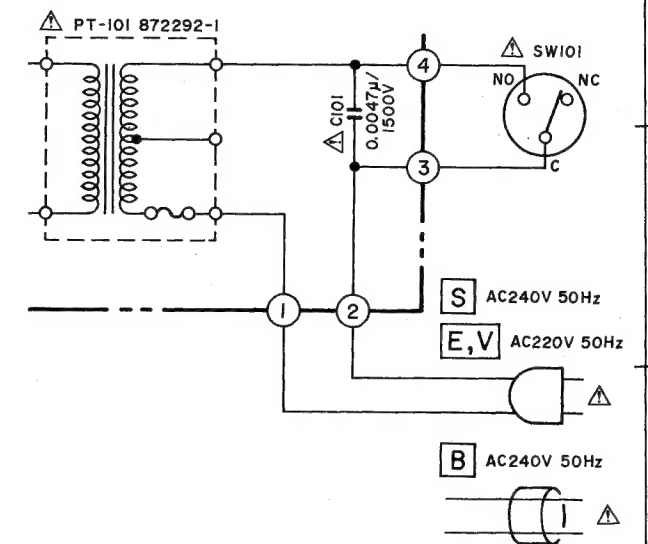 PT-101 872292-1
4
SW101
NO
NC
C101
0.0047µ/
1500V
3
C
1
2
S AC240V 50Hz
E,V AC220V 50Hz
B AC240V 50Hz